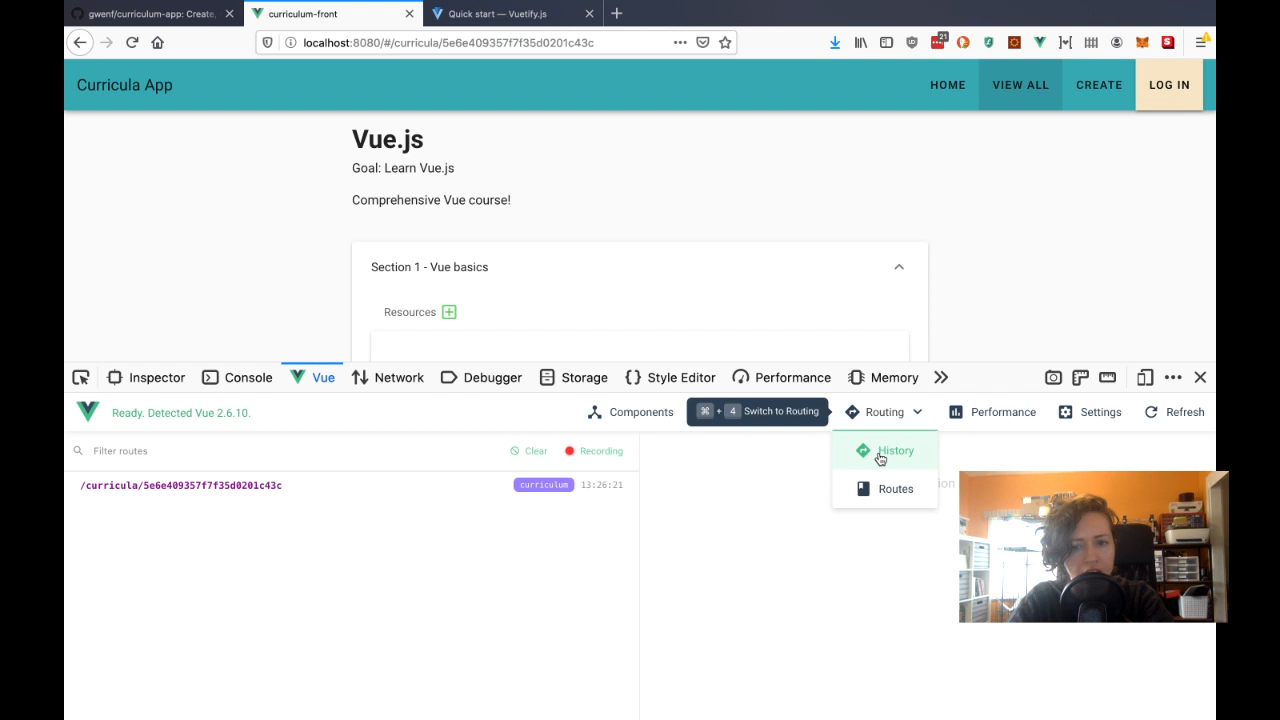 gwenf/curriculum-app: Create,
curriculum-front
Quick start — Vuetify.js
localhost:8080/#/curricula/5e6e409357f7f35d0201c43c
21
Curricula App
HOME
VIEW ALL
CREATE
LOG IN
Vue.js
Goal: Learn Vue.js
Comprehensive Vue course!
Section 1 - Vue basics
Resources
Inspector
Console
Vue
Network
Debugger
Storage
Style Editor
Performance
Memory
Ready. Detected Vue 2.6.10.
Components
⌘ + 4 Switch to Routing
Routing
Performance
Settings
Refresh
Filter routes
Clear
Recording
History
/curricula/5e6e409357f7f35d0201c43c
curriculum
13:26:21
Routes